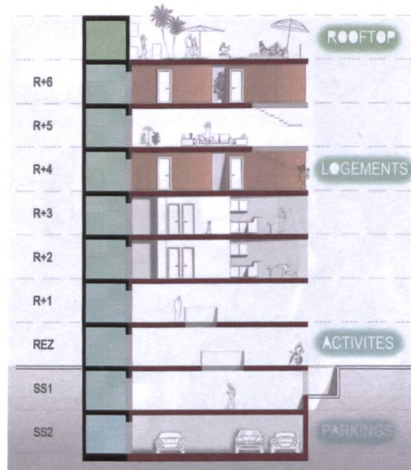 ROOFTOP
R+6
R+5
R+4 LOGEMENTS
R+3
R+2
R+1
REZ ACTIVITES
SS1
SS2 PARKINGS